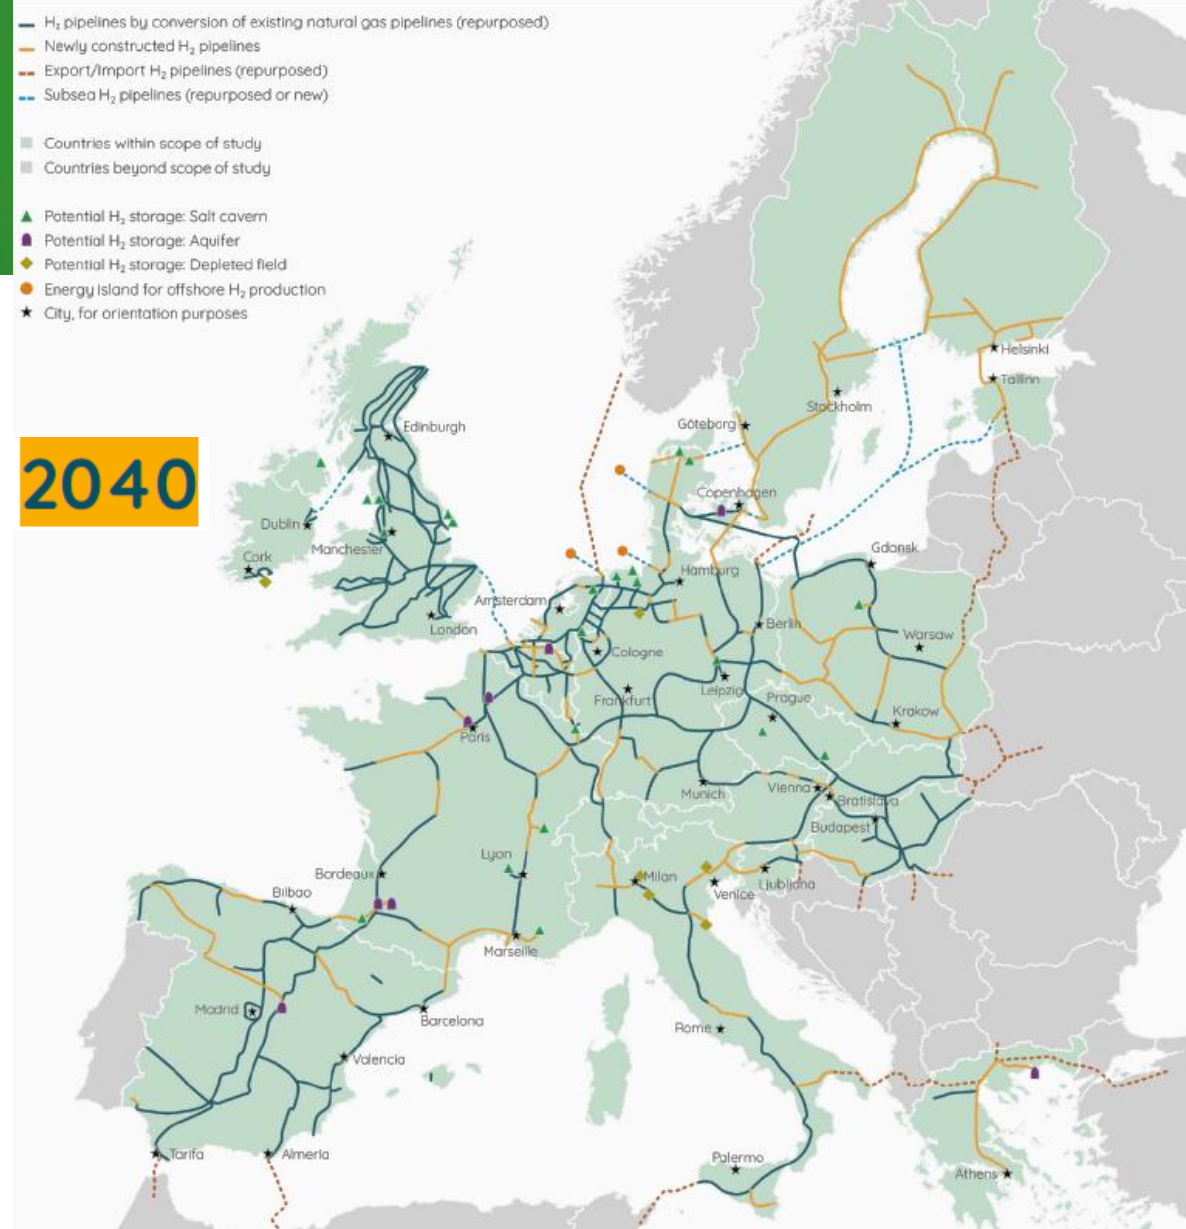 H₂ pipelines by conversion of existing natural gas pipelines (repurposed)
Newly constructed H₂ pipelines
Export/Import H₂ pipelines (repurposed)
Subsea H₂ pipelines (repurposed or new)
Countries within scope of study
Countries beyond scope of study
Potential H₂ storage: Salt cavern
Potential H₂ storage: Aquifer
Potential H₂ storage: Depleted field
Energy island for offshore H₂ production
City, for orientation purposes
Helsinki
Tallinn
Stockholm
Göteborg
Edinburgh
2040
Copenhagen
Dublin
Manchester
Cork
Gdansk
Hamburg
Amsterdam
London
Berlin
Warsaw
Cologne
Leipzig
Frankfurt
Prague
Krakow
Paris
Munich
Vienna
Bratislava
Budapest
Lyon
Bordeaux
Milan
Venice
Ljubljana
Bilbao
Marseille
Madrid
Barcelona
Rome
Valencia
Tarifa
Almeria
Palermo
Athens